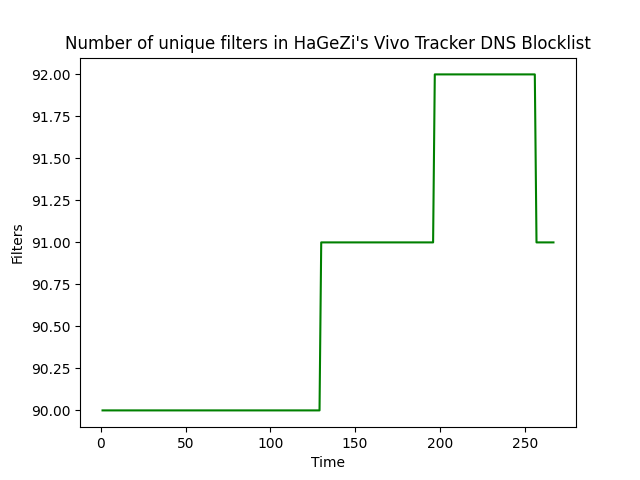 Number of unique filters in HaGeZi's Vivo Tracker DNS Blocklist
92.00
91.75
91.50
91.25
91.00
90.75
90.50
90.25
90.00
Filters
0 50 100 150 200 250
Time